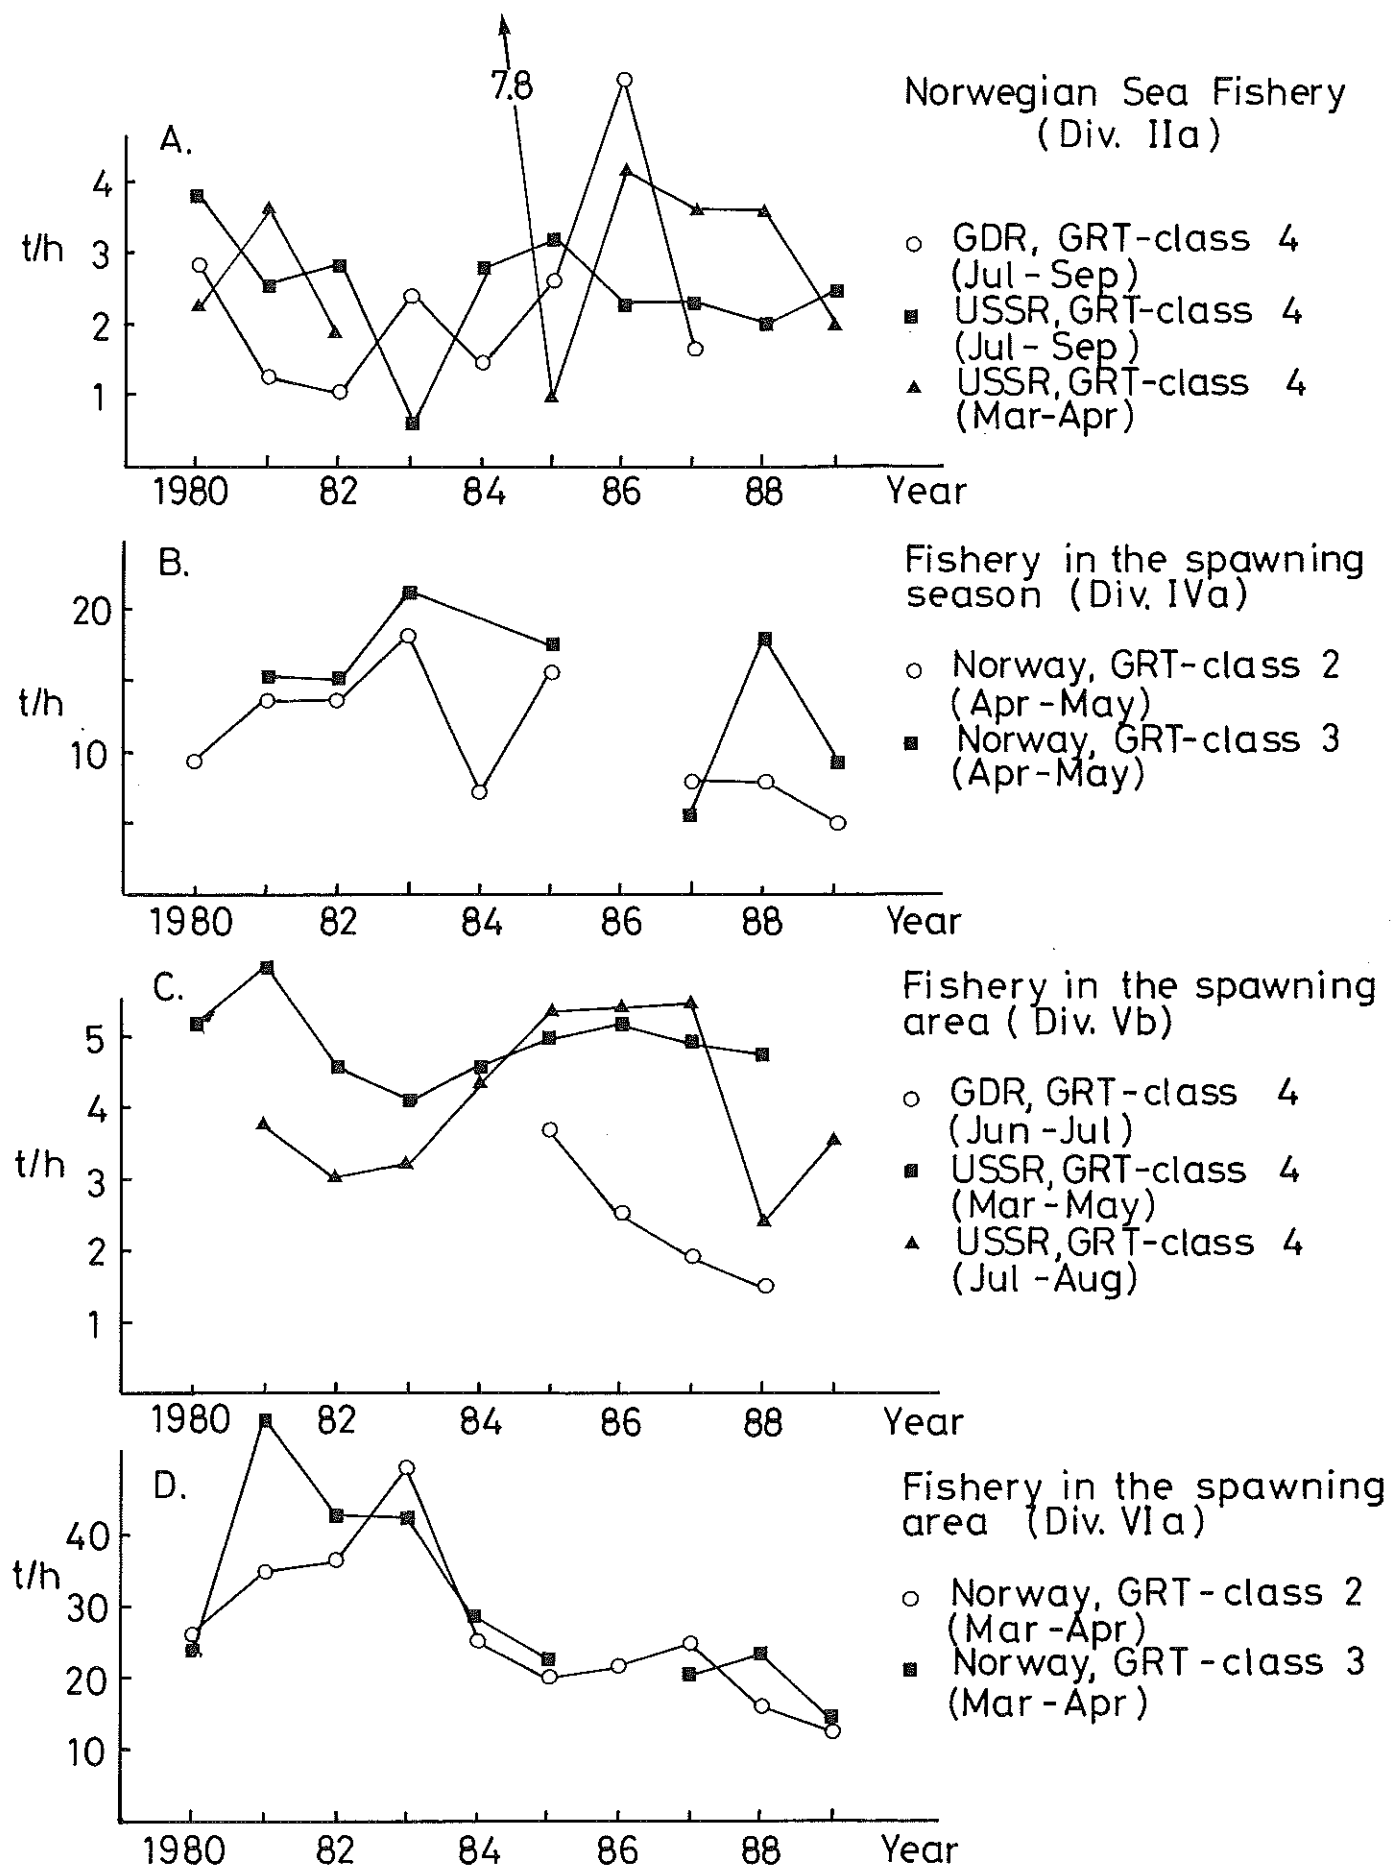 7.8
A.
Norwegian Sea Fishery
(Div. IIa)
4
3
t/h
2
1
GDR, GRT-class 4
(Jul-Sep)
USSR, GRT-class 4
(Jul-Sep)
USSR, GRT-class 4
(Mar-Apr)
1980 82 84 86 88 Year
B.
Fishery in the spawning
season (Div. IVa)
20
t/h
10
Norway, GRT-class 2
(Apr-May)
Norway, GRT-class 3
(Apr-May)
1980 82 84 86 88 Year
C.
Fishery in the spawning
area (Div. Vb)
5
4
t/h
3
2
1
GDR, GRT-class 4
(Jun-Jul)
USSR, GRT-class 4
(Mar-May)
USSR, GRT-class 4
(Jul-Aug)
1980 82 84 86 88 Year
D.
Fishery in the spawning
area (Div. VIa)
40
t/h
30
20
10
Norway, GRT-class 2
(Mar-Apr)
Norway, GRT-class 3
(Mar-Apr)
1980 82 84 86 88 Year